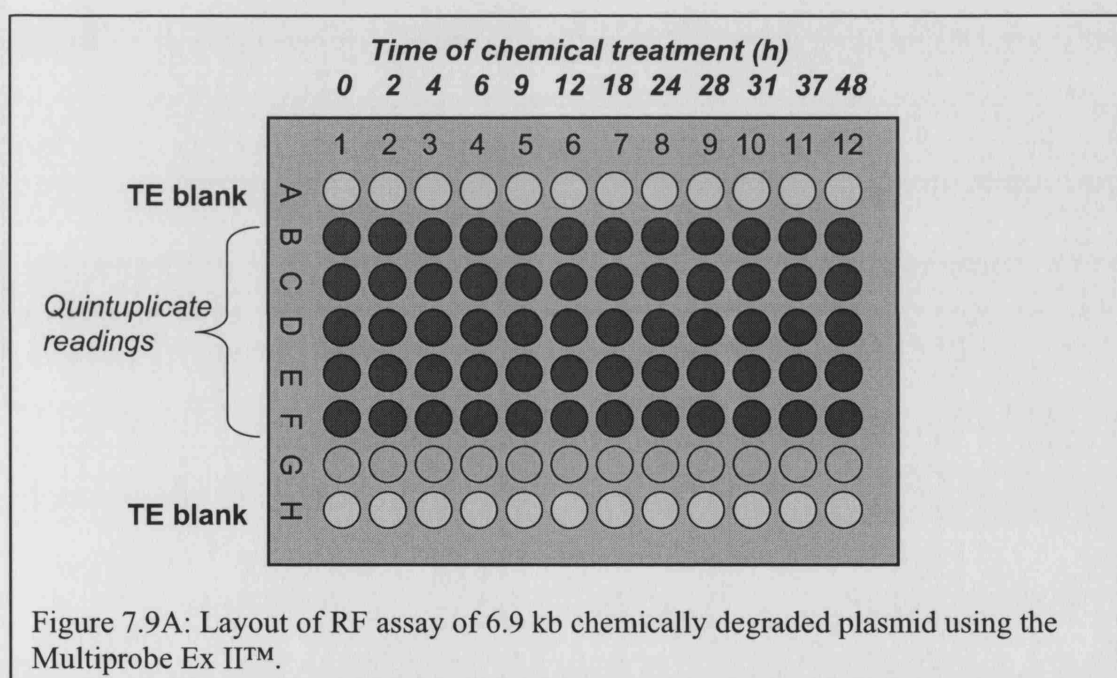 Time of chemical treatment (h)
0 2 4 6 9 12 18 24 28 31 37 48
1 2 3 4 5 6 7 8 9 10 11 12
TE blank A
B
C
Quintuplicate
readings
D
E
F
G
TE blank H
Figure 7.9A: Layout of RF assay of 6.9 kb chemically degraded plasmid using the
Multiprobe Ex II™.